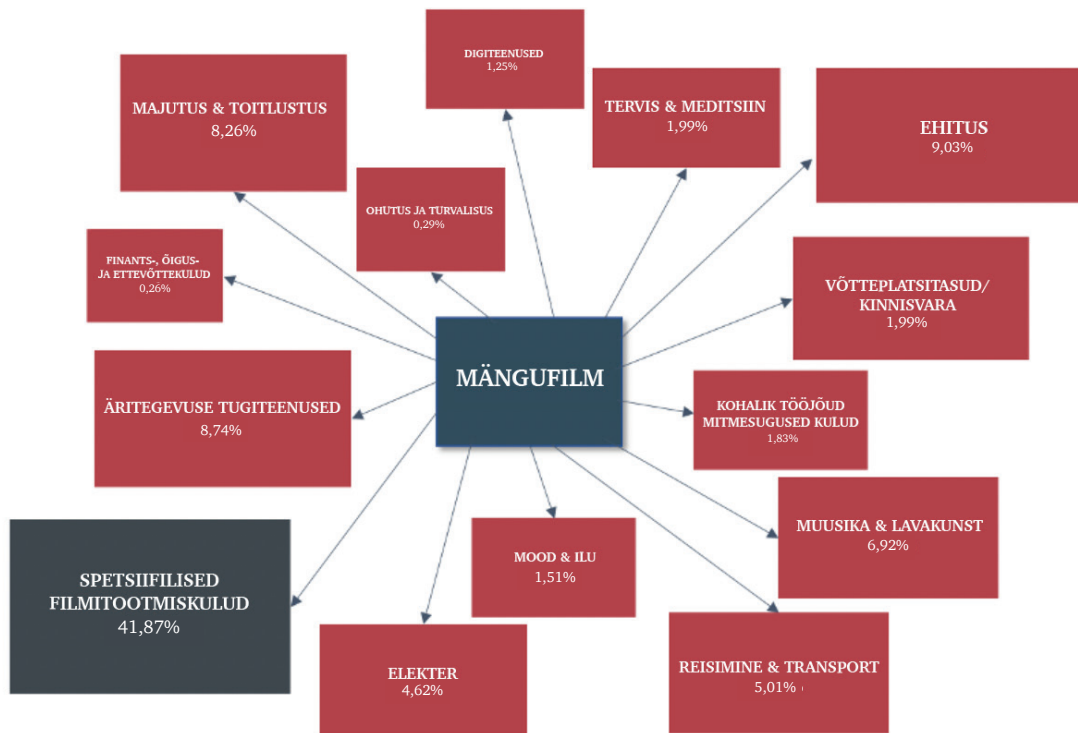 DIGITEENUSED
1,25%
MAJUTUS & TOITLUSTUS
8,26%
TERVIS & MEDITSIIN
1,99%
EHITUS
9,03%
OHUTUS JA TURVALISUS
0,29%
FINANTS-, ÕIGUS-
JA ETTEVÕTTEKULUD
0,26%
VÕTTEPLATSITASUD/
KINNISVARA
1,99%
MÄNGUFILM
ÄRITEGEVUSE TUGITEENUSED
8,74%
KOHALIK TÖÖJÕUD
MITMESUGUSED KULUD
1,83%
MUUSIKA & LAVAKUNST
6,92%
SPETSIIFILISED
FILMITOOTMISKULUD
41,87%
MOOD & ILU
1,51%
ELEKTER
4,62%
REISIMINE & TRANSPORT
5,01%